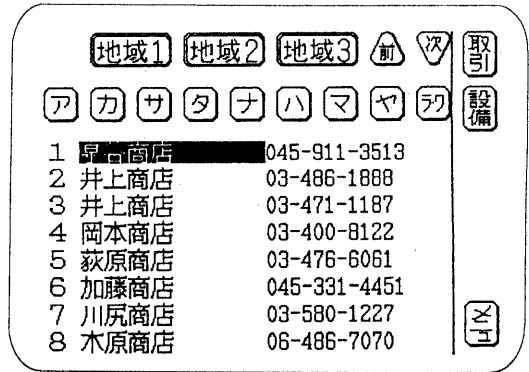 地域1 地域2 地域3 前 次 取引
ア カ サ タ ナ ハ マ ヤ ラワ 設備
1 商店 045-911-3513
2 井上商店 03-486-1888
3 井上商店 03-471-1187
4 岡本商店 03-400-8122
5 荻原商店 03-476-6061
6 加藤商店 045-331-4451
7 川尻商店 03-580-1227
8 木原商店 06-486-7070
メニュ